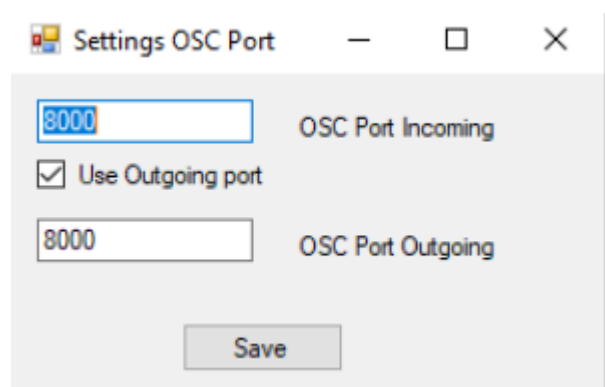 Settings OSC Port
8000 OSC Port Incoming
Use Outgoing port
8000 OSC Port Outgoing
Save